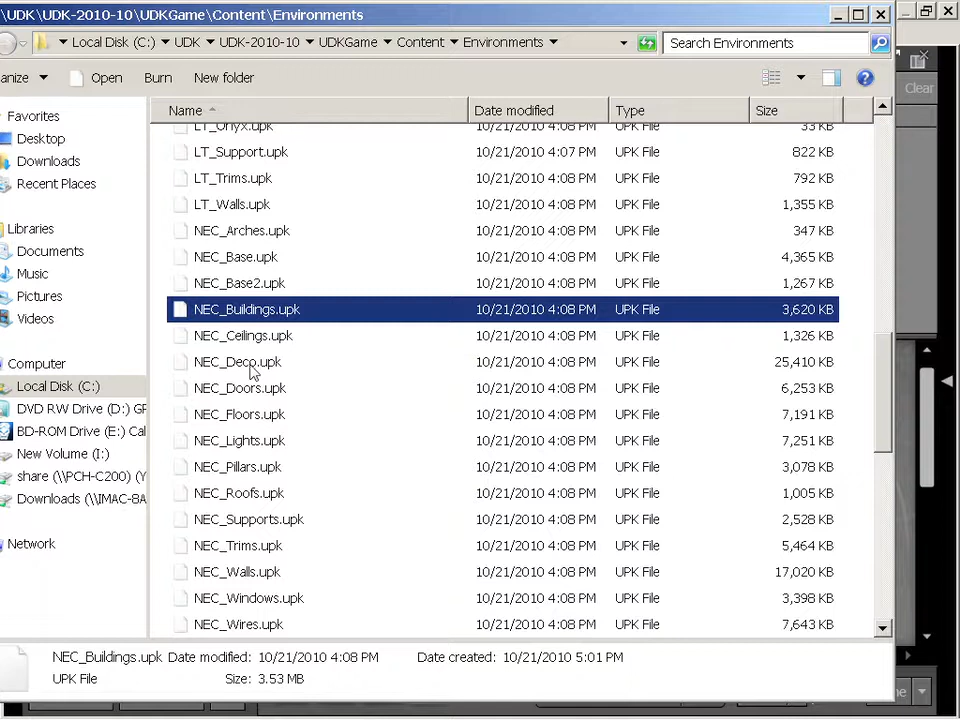 \UDK\UDK-2010-10\UDKGame\Content\Environments
Local Disk (C:) UDK UDK-2010-10 UDKGame Content Environments Search Environments
anize Open Burn New folder
Clear
Name Date modified Type Size
Favorites
Desktop
Downloads
Recent Places
Libraries
Documents
Music
Pictures
Videos
Computer
Local Disk (C:)
DVD RW Drive (D:) GF
BD-ROM Drive (E:) Cal
New Volume (I:)
share (\\PCH-C200) (Y
Downloads (\\IMAC-8A
Network
LT_Onyx.upk 10/21/2010 4:08 PM UPK File 33 KB
LT_Support.upk 10/21/2010 4:07 PM UPK File 822 KB
LT_Trims.upk 10/21/2010 4:08 PM UPK File 792 KB
LT_Walls.upk 10/21/2010 4:08 PM UPK File 1,355 KB
NEC_Arches.upk 10/21/2010 4:08 PM UPK File 347 KB
NEC_Base.upk 10/21/2010 4:08 PM UPK File 4,365 KB
NEC_Base2.upk 10/21/2010 4:08 PM UPK File 1,267 KB
NEC_Buildings.upk 10/21/2010 4:08 PM UPK File 3,620 KB
NEC_Ceilings.upk 10/21/2010 4:08 PM UPK File 1,326 KB
NEC_Deco.upk 10/21/2010 4:08 PM UPK File 25,410 KB
NEC_Doors.upk 10/21/2010 4:08 PM UPK File 6,253 KB
NEC_Floors.upk 10/21/2010 4:08 PM UPK File 7,191 KB
NEC_Lights.upk 10/21/2010 4:08 PM UPK File 7,251 KB
NEC_Pillars.upk 10/21/2010 4:08 PM UPK File 3,078 KB
NEC_Roofs.upk 10/21/2010 4:08 PM UPK File 1,005 KB
NEC_Supports.upk 10/21/2010 4:08 PM UPK File 2,528 KB
NEC_Trims.upk 10/21/2010 4:08 PM UPK File 5,464 KB
NEC_Walls.upk 10/21/2010 4:08 PM UPK File 17,020 KB
NEC_Windows.upk 10/21/2010 4:08 PM UPK File 3,398 KB
NEC_Wires.upk 10/21/2010 4:08 PM UPK File 7,643 KB
NEC_Buildings.upk Date modified: 10/21/2010 4:08 PM Date created: 10/21/2010 5:01 PM
UPK File Size: 3.53 MB
ne